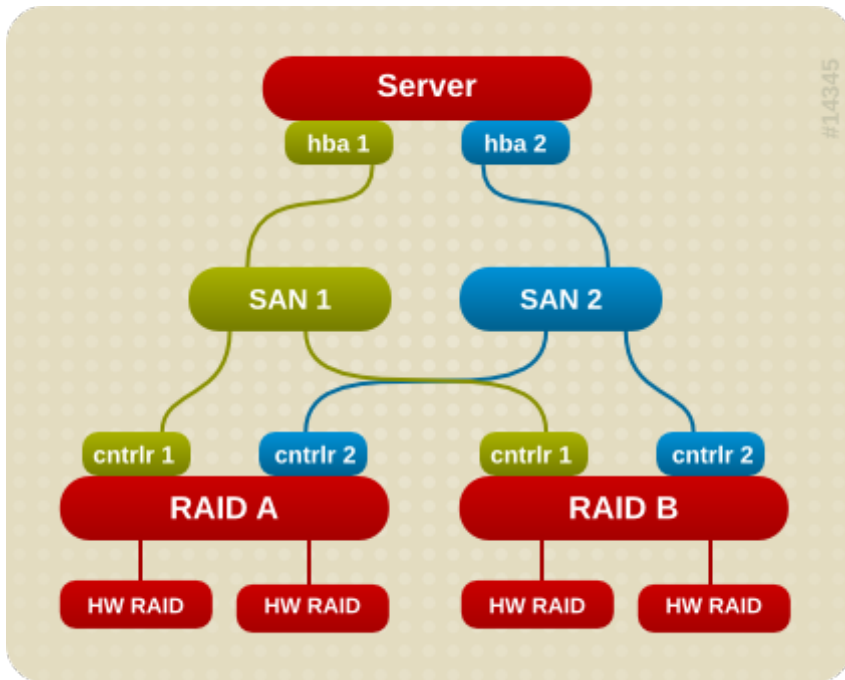 Server
#14345
hba 1
hba 2
SAN 1
SAN 2
cntrlr 1
cntrlr 2
cntrlr 1
cntrlr 2
RAID A
RAID B
HW RAID
HW RAID
HW RAID
HW RAID